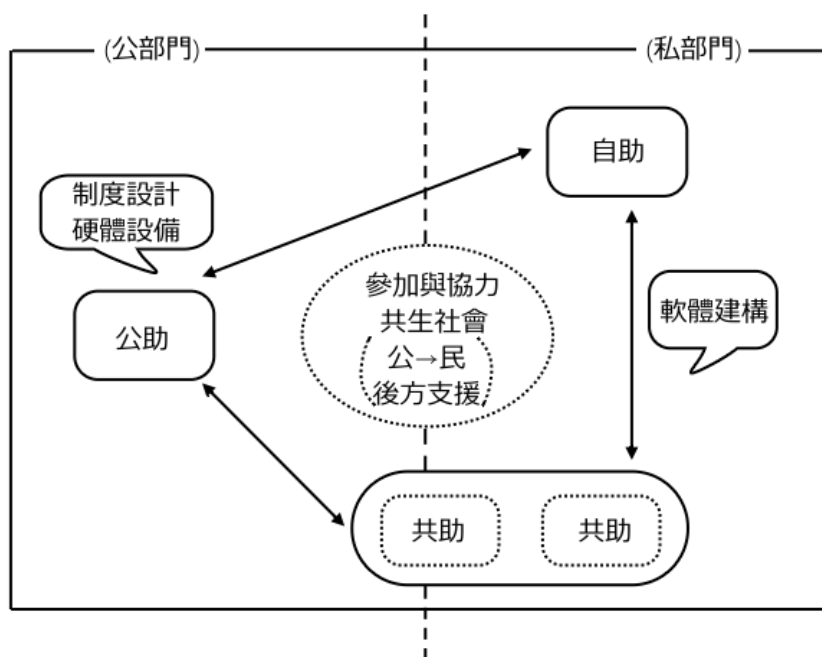 (公部門)
(私部門)
自助
制度設計
硬體設備
參加與協力
共生社會
公→民
後方支援
軟體建構
公助
共助
共助